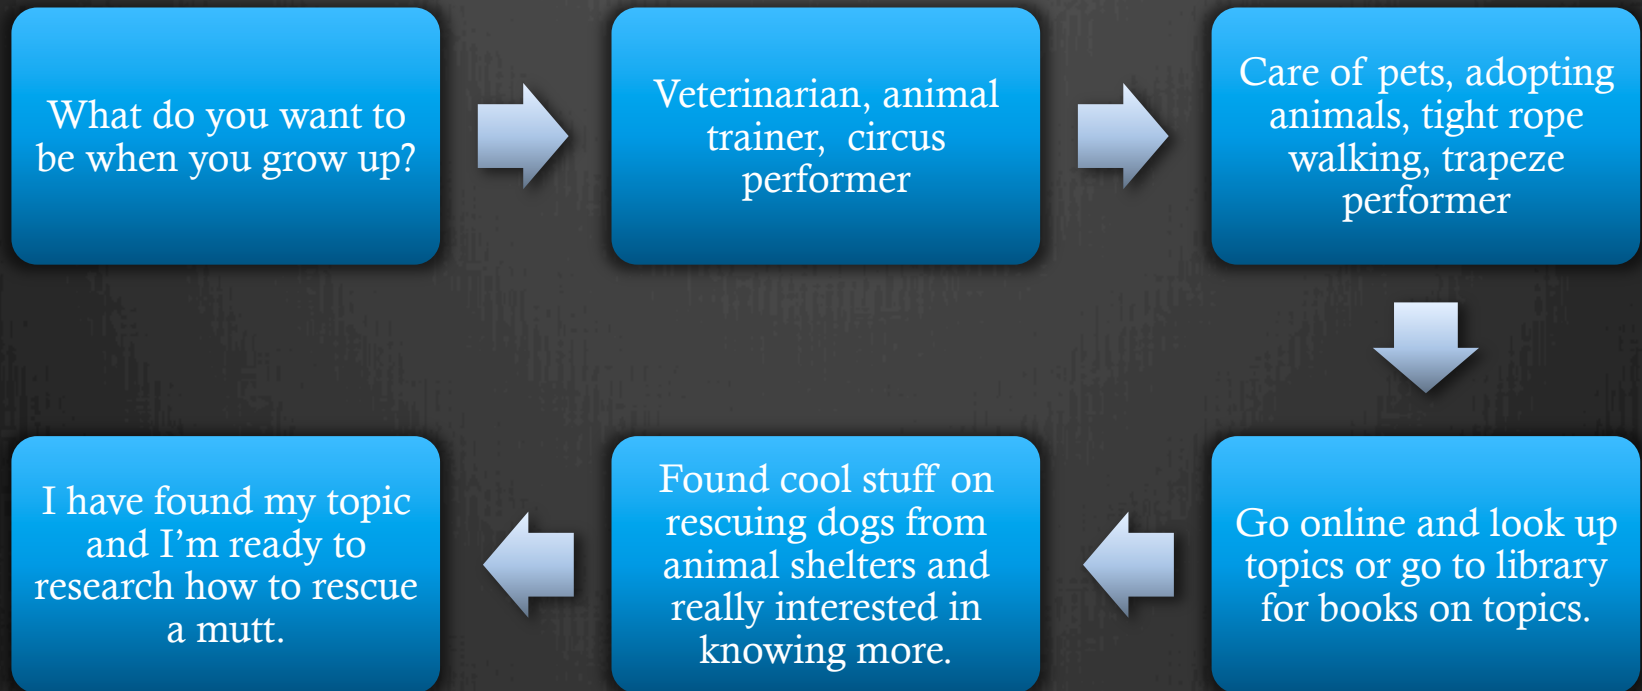 What do you want to
be when you grow up?
Veterinarian, animal
trainer,  circus
performer
Care of pets, adopting
animals, tight rope
walking, trapeze
performer
Go online and look up
topics or go to library
for books on topics.
Found cool stuff on
rescuing dogs from
animal shelters and
really interested in
knowing more.
I have found my topic
and I’m ready to
research how to rescue
a mutt.